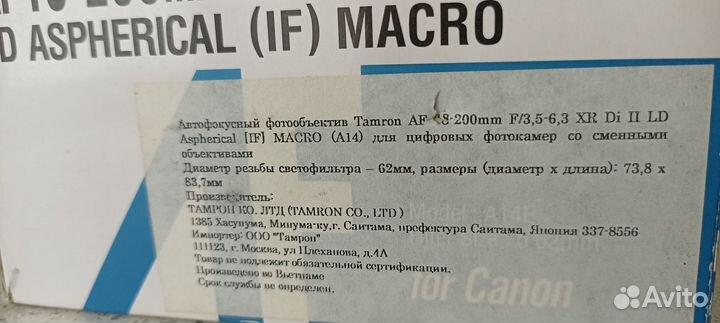 200mm
D ASPHERICAL (IF) MACRO
Автофокусный фотообъектив Tamron AF 8-200mm F/3,5-6,3 XR Di II LD
Aspherical [IF] MACRO (A14) для цифровых фотокамер со сменными
объективами
Диаметр резьбы светофильтра – 62мм, размеры (диаметр x длина): 73,8 x
83,7мм
Производитель:
ТАМРОН КО. ЛТД (TAMRON CO., LTD )
1385 Хасунума, Минума-ку,г. Саитама, префектура Саитама, Япония 337-8556
Импортер: ООО "Тамрон"
111123, г. Москва, ул Плеханова, д.4А
Товар не подлежит обязательной сертификации.
Произведено во Вьетнаме
Срок службы не определен.
for Canon
Avito